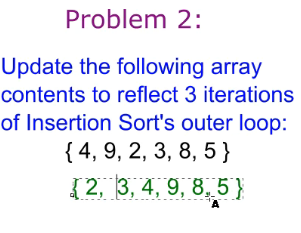 Problem 2:
Update the following array
contents to reflect 3 iterations
of Insertion Sort's outer loop:
{ 4, 9, 2, 3, 8, 5 }
{ 2, 3, 4, 9, 8, 5 }